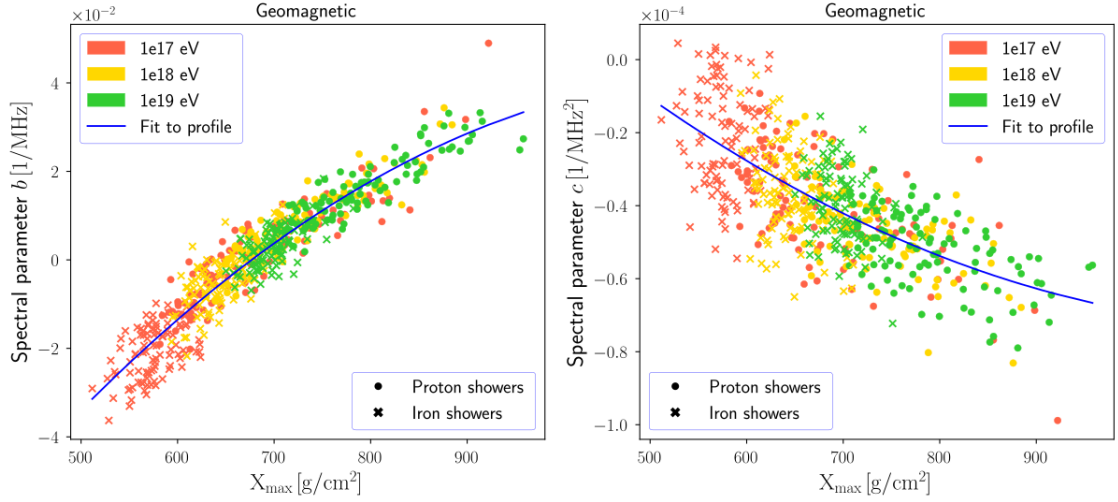 ×10⁻²
Geomagnetic
1e17 eV
1e18 eV
1e19 eV
Fit to profile
4
2
0
−2
−4
Spectral parameter b [1/MHz]
Proton showers
Iron showers
500 600 700 800 900
X_max [g/cm²]
×10⁻⁴
Geomagnetic
1e17 eV
1e18 eV
1e19 eV
Fit to profile
0.0
−0.2
−0.4
−0.6
−0.8
−1.0
Spectral parameter c [1/MHz²]
Proton showers
Iron showers
500 600 700 800 900
X_max [g/cm²]